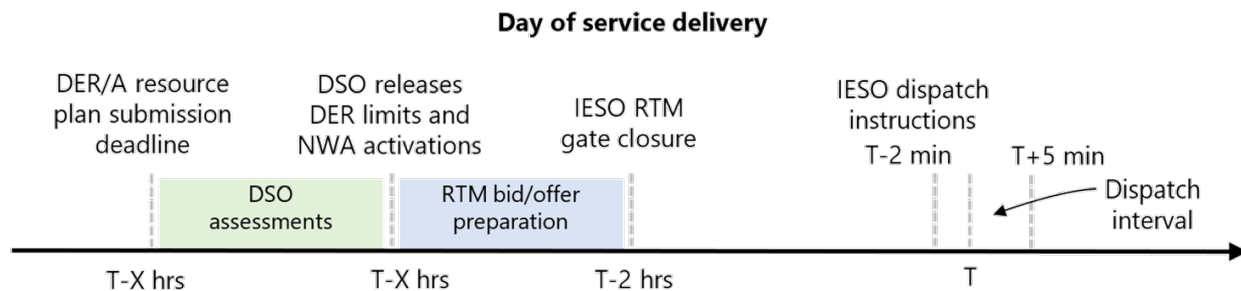 Day of service delivery
DER/A resource
plan submission
deadline
DSO releases
DER limits and
NWA activations
IESO RTM
gate closure
IESO dispatch
instructions
T-2 min
T+5 min
Dispatch
interval
DSO
assessments
RTM bid/offer
preparation
T-X hrs
T-X hrs
T-2 hrs
T